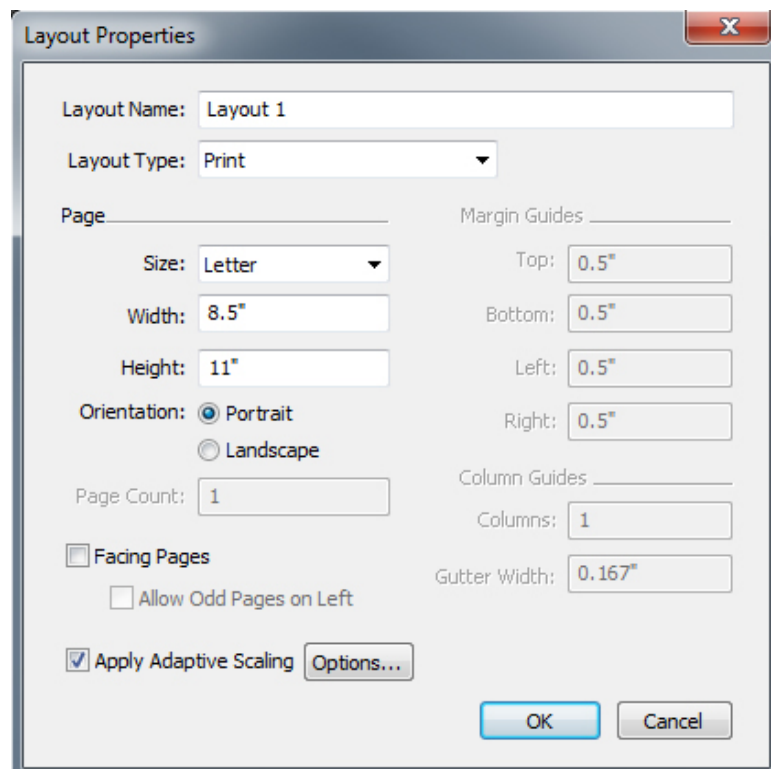 Layout Properties
Layout Name: Layout 1
Layout Type: Print
Page
Size: Letter
Width: 8.5"
Height: 11"
Orientation: Portrait
Landscape
Page Count: 1
Facing Pages
Allow Odd Pages on Left
Margin Guides
Top: 0.5"
Bottom: 0.5"
Left: 0.5"
Right: 0.5"
Column Guides
Columns: 1
Gutter Width: 0.167"
Apply Adaptive Scaling Options...
OK Cancel